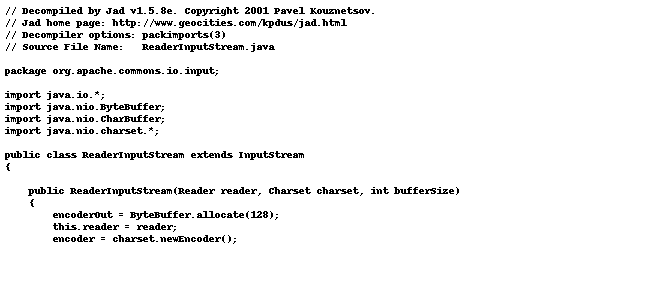 // Decompiled by Jad v1.5.8e. Copyright 2001 Pavel Kouznetsov.
// Jad home page: http://www.geocities.com/kpdus/jad.html
// Decompiler options: packimports(3)
// Source File Name:   ReaderInputStream.java
package org.apache.commons.io.input;
import java.io.*;
import java.nio.ByteBuffer;
import java.nio.CharBuffer;
import java.nio.charset.*;
public class ReaderInputStream extends InputStream
{
    public ReaderInputStream(Reader reader, Charset charset, int bufferSize)
    {
        encoderOut = ByteBuffer.allocate(128);
        this.reader = reader;
        encoder = charset.newEncoder();